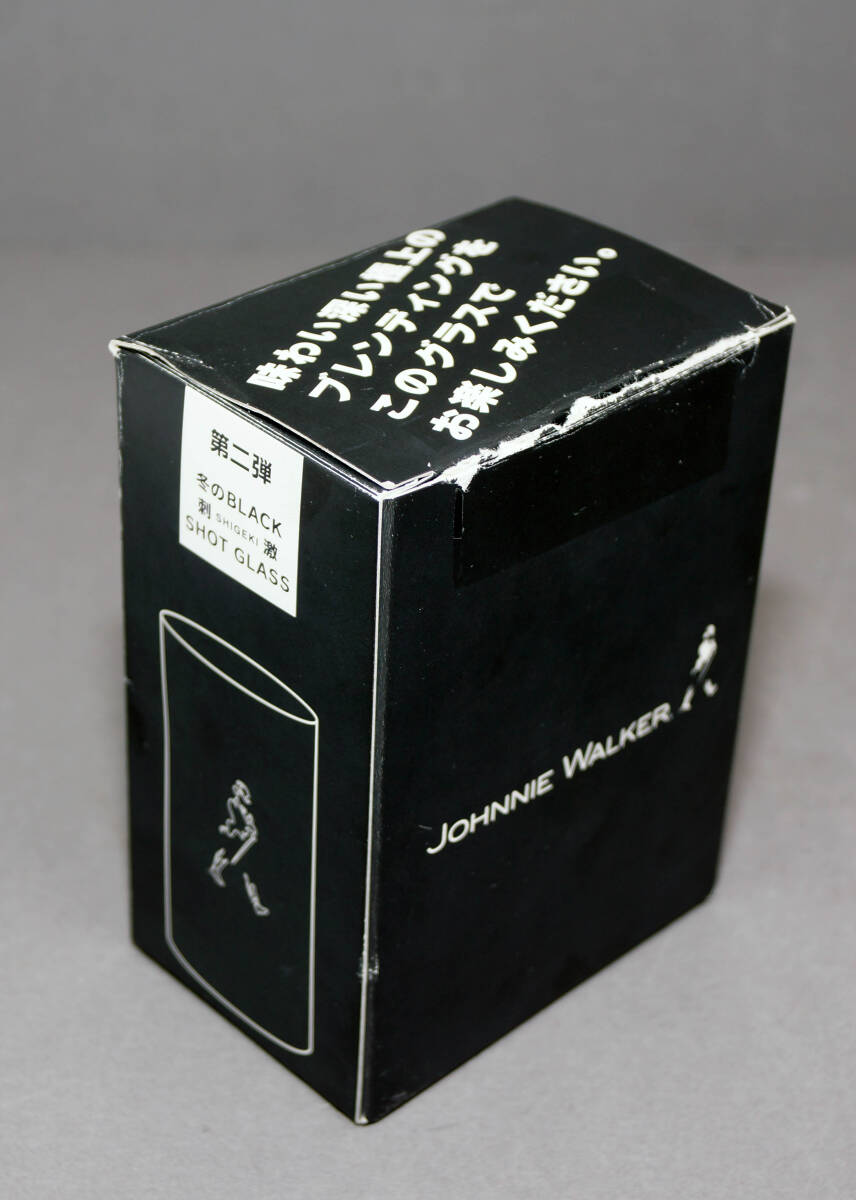 味わい深い極上の
ブレンディングを
このグラスで
お楽しみください。
第二弾
冬のBLACK
刺 SHIGEKI 激
SHOT GLASS
JOHNNIE WALKER